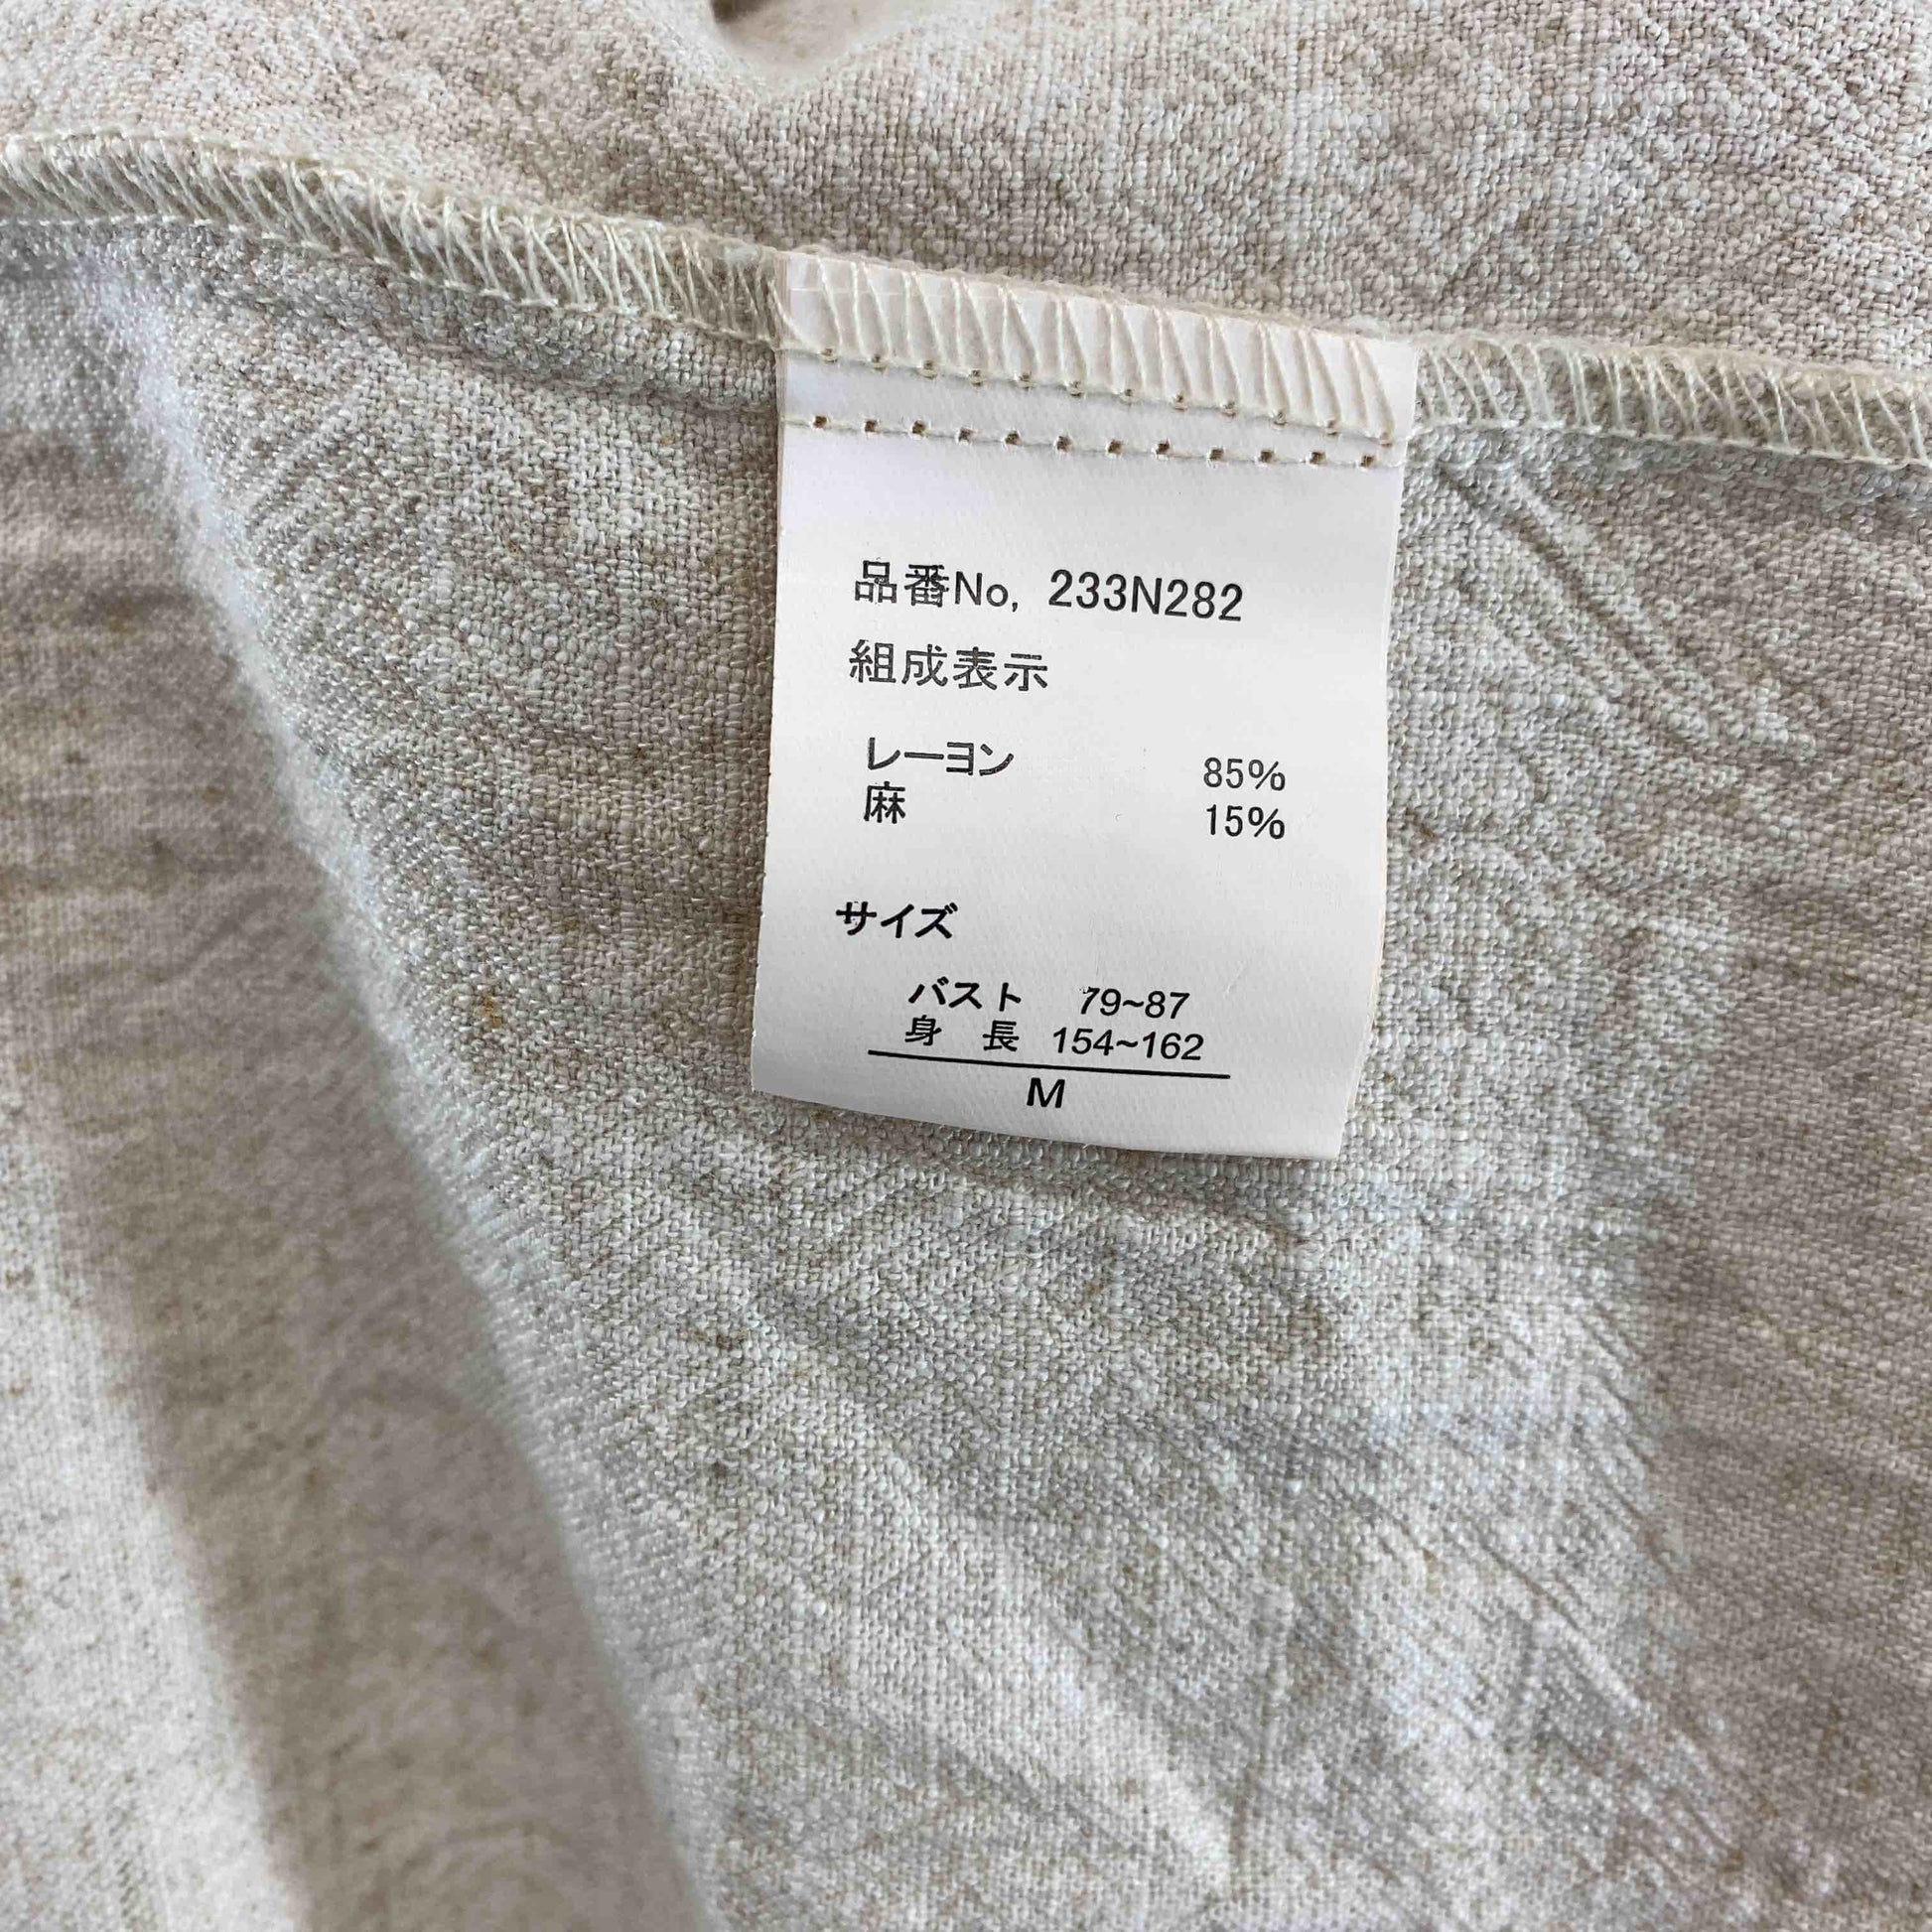 品番No, 233N282
組成表示
レーヨン 85%
麻 15%
サイズ
バスト 79~87
身長 154~162
M